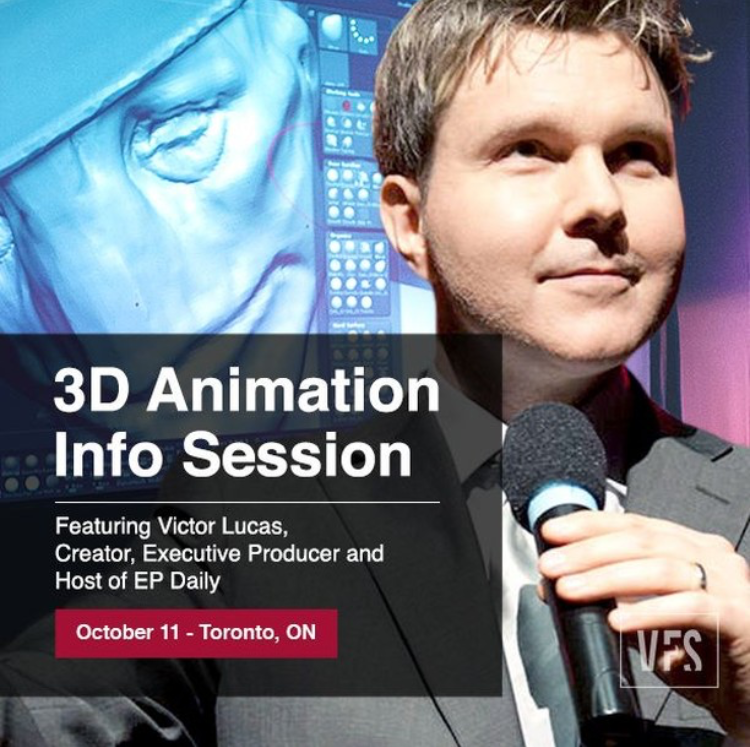 3D Animation
Info Session
Featuring Victor Lucas,
Creator, Executive Producer and
Host of EP Daily
October 11 - Toronto, ON
VFS